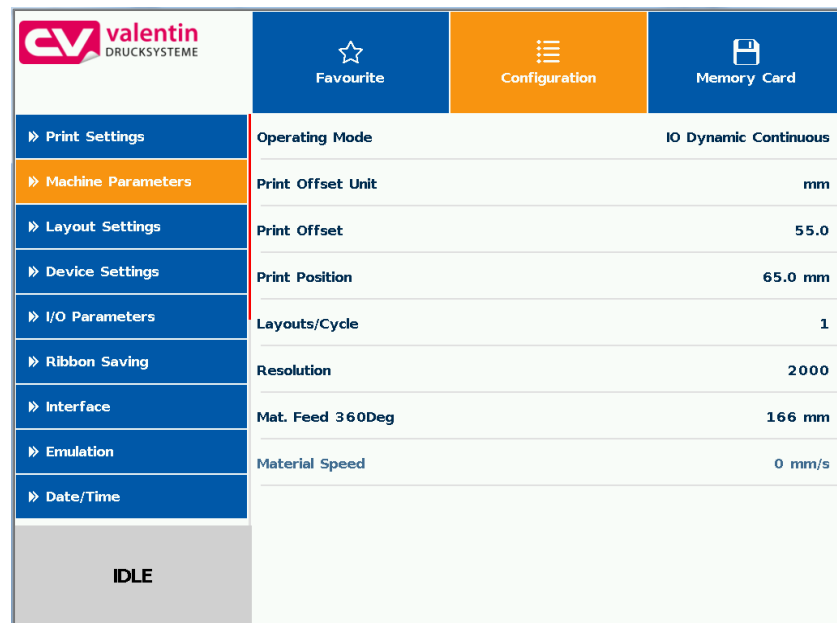 valentin
DRUCKSYSTEME
Favourite
Configuration
Memory Card
Print Settings
Machine Parameters
Layout Settings
Device Settings
I/O Parameters
Ribbon Saving
Interface
Emulation
Date/Time
IDLE
Operating Mode IO Dynamic Continuous
Print Offset Unit mm
Print Offset 55.0
Print Position 65.0 mm
Layouts/Cycle 1
Resolution 2000
Mat. Feed 360Deg 166 mm
Material Speed 0 mm/s